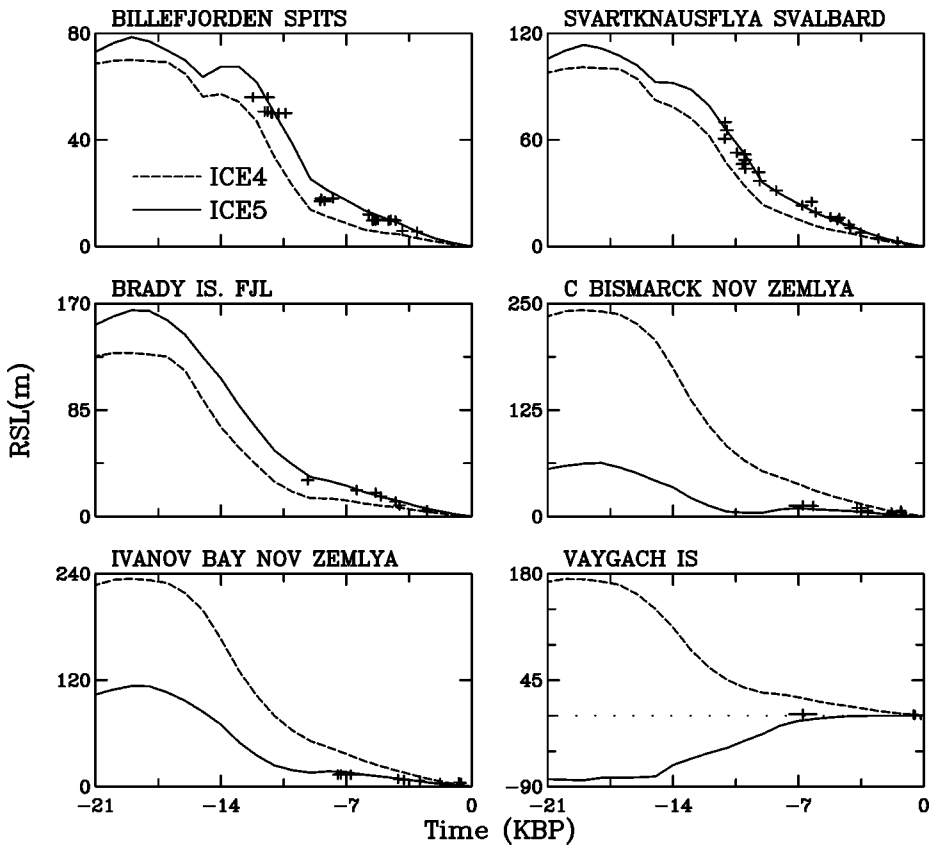 BILLEFJORDEN SPITS
80
40
0
ICE4
ICE5
SVARTKNAUSFLYA SVALBARD
120
60
0
BRADY IS. FJL
170
85
0
C BISMARCK NOV ZEMLYA
250
125
0
RSL(m)
IVANOV BAY NOV ZEMLYA
240
120
0
-21 -14 -7 0
VAYGACH IS
180
45
-90
-21 -14 -7 0
Time (KBP)